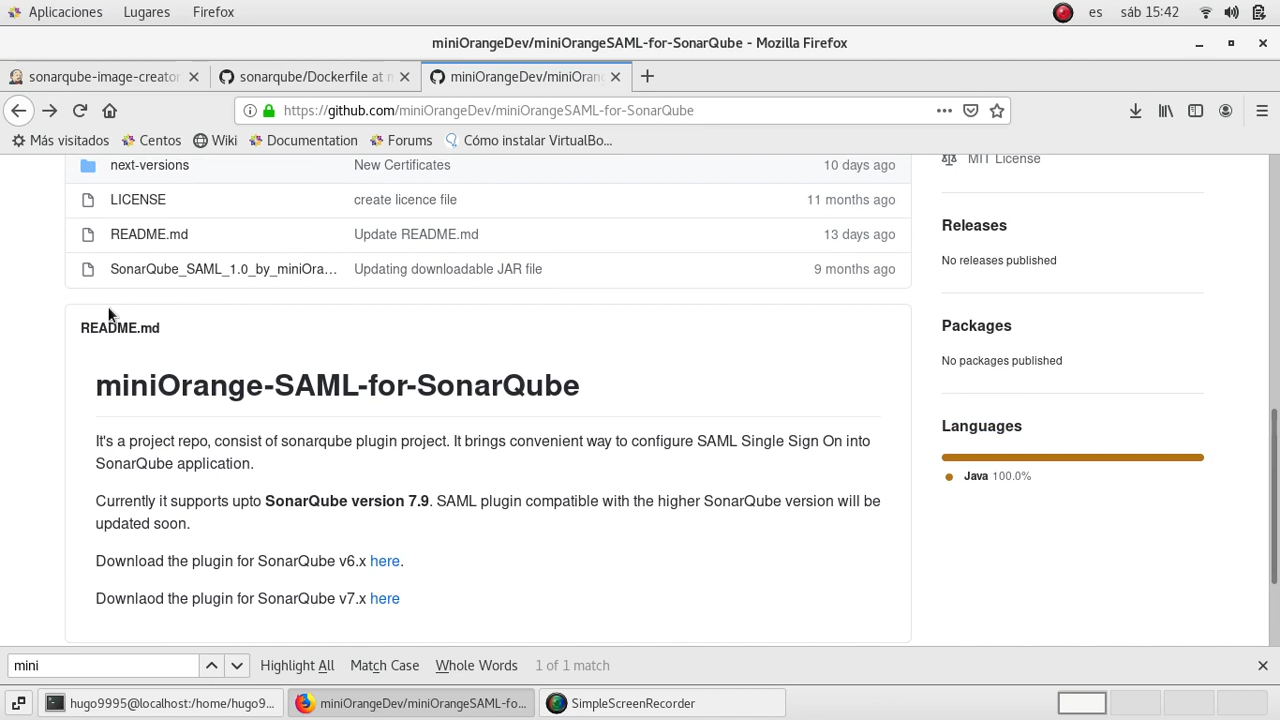 Aplicaciones Lugares Firefox es sáb 15:42
miniOrangeDev/miniOrangeSAML-for-SonarQube - Mozilla Firefox
sonarqube-image-creator sonarqube/Dockerfile at m miniOrangeDev/miniOrang
https://github.com/miniOrangeDev/miniOrangeSAML-for-SonarQube
Más visitados Centos Wiki Documentation Forums Cómo instalar VirtualBo...
next-versions New Certificates 10 days ago
LICENSE create licence file 11 months ago
README.md Update README.md 13 days ago
SonarQube_SAML_1.0_by_miniOra... Updating downloadable JAR file 9 months ago
MIT License
Releases
No releases published
Packages
No packages published
Languages
Java 100.0%
README.md
miniOrange-SAML-for-SonarQube
It's a project repo, consist of sonarqube plugin project. It brings convenient way to configure SAML Single Sign On into
SonarQube application.
Currently it supports upto SonarQube version 7.9. SAML plugin compatible with the higher SonarQube version will be
updated soon.
Download the plugin for SonarQube v6.x here.
Downlaod the plugin for SonarQube v7.x here
mini Highlight All Match Case Whole Words 1 of 1 match
hugo9995@localhost:/home/hugo9... miniOrangeDev/miniOrangeSAML-fo... SimpleScreenRecorder